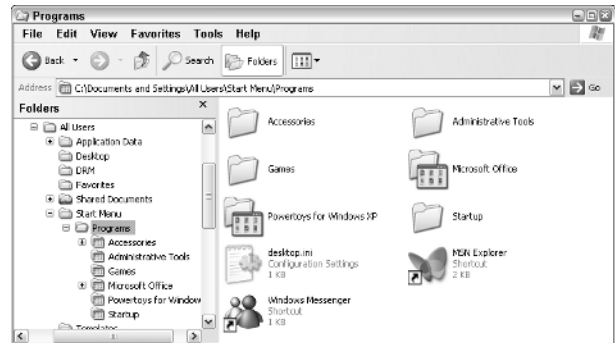 Programs
File Edit View Favorites Tools Help
Back Search Folders
Address C:\Documents and Settings\All Users\Start Menu\Programs Go
Folders x
All Users
Application Data
Desktop
DRM
Favorites
Shared Documents
Start Menu
Programs
Accessories
Administrative Tools
Games
Microsoft Office
Powertoys for Window
Startup
Templates
Accessories
Administrative Tools
Games
Microsoft Office
Powertoys for Windows XP
Startup
desktop.ini
Configuration Settings
1 KB
MSN Explorer
Shortcut
2 KB
Windows Messenger
Shortcut
1 KB